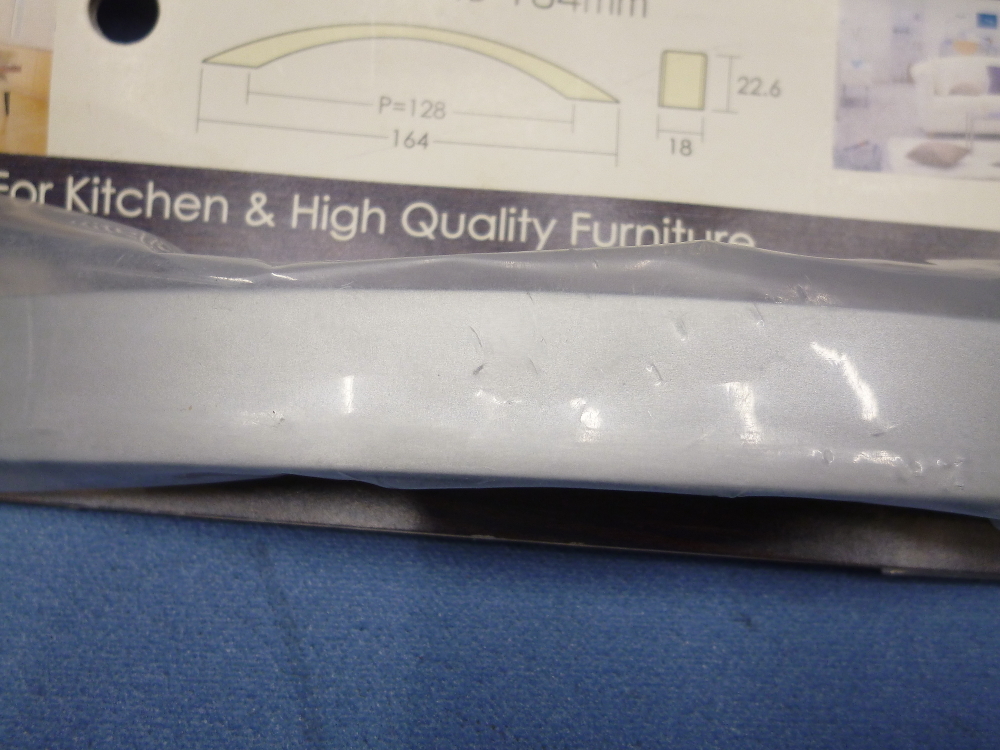 22.6
P=128
164
18
For Kitchen & High Quality Furniture